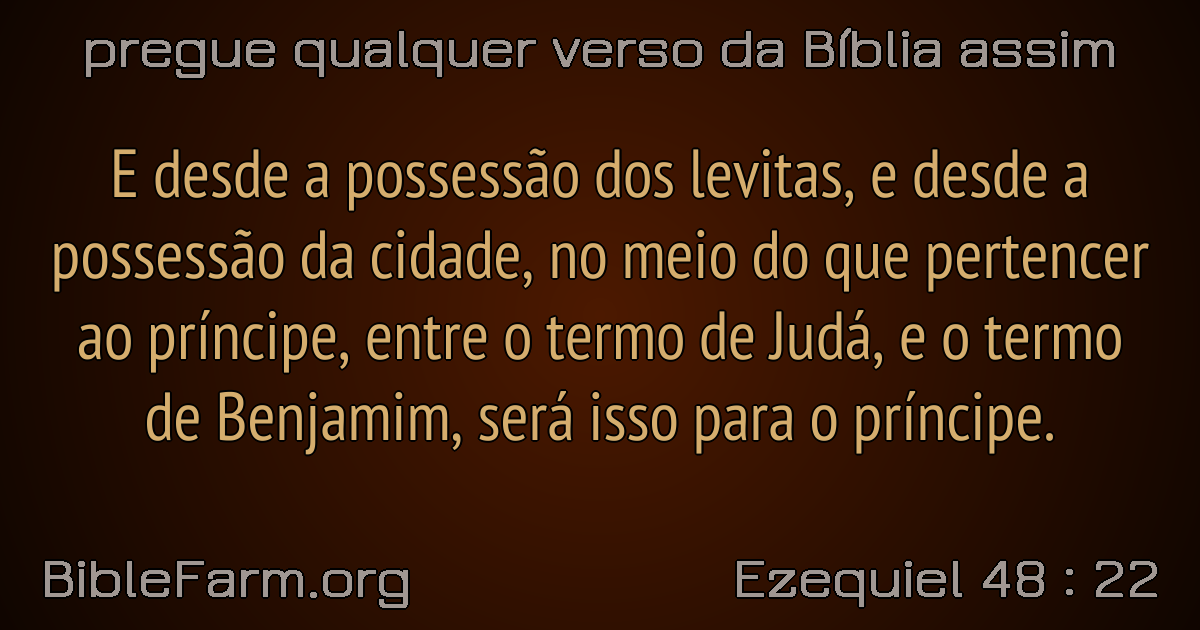 pregue qualquer verso da Bíblia assim
E desde a possessão dos levitas, e desde a
possessão da cidade, no meio do que pertencer
ao príncipe, entre o termo de Judá, e o termo
de Benjamim, será isso para o príncipe.
BibleFarm.org
Ezequiel 48 : 22